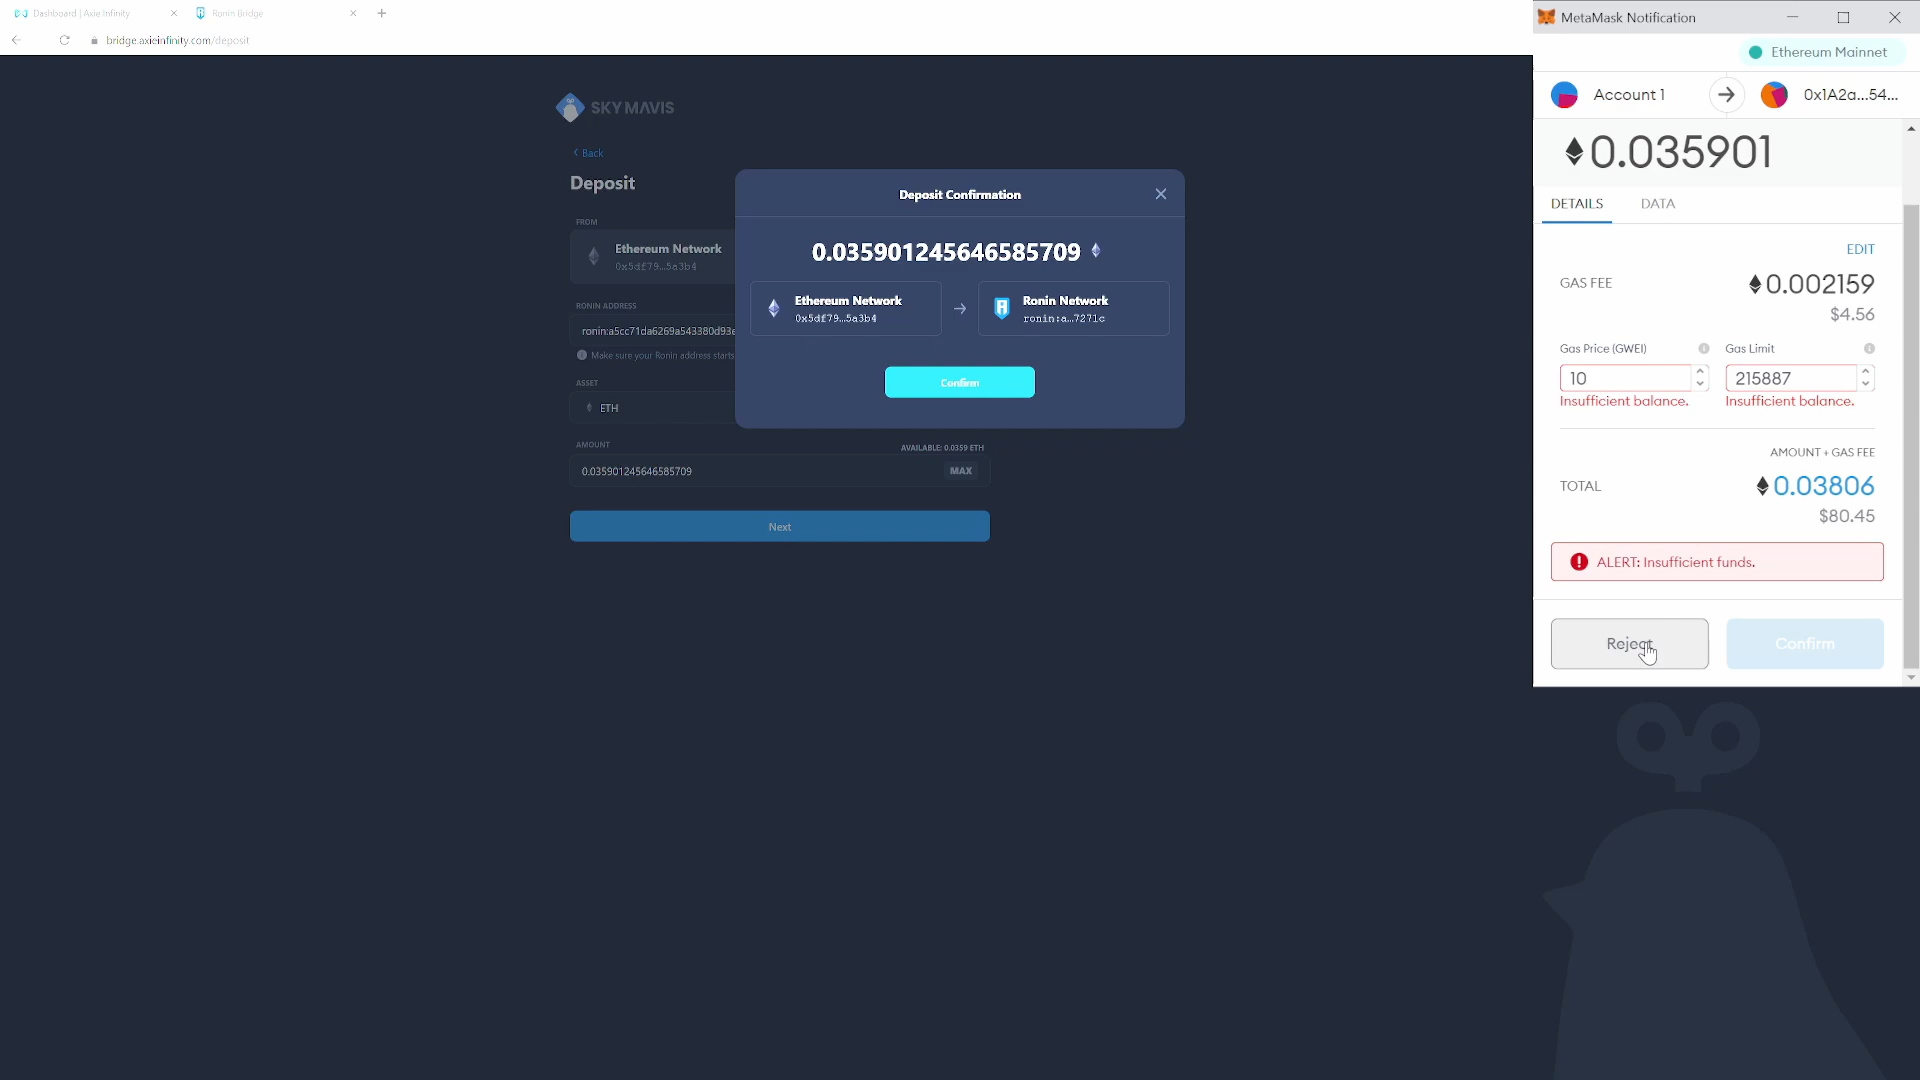 Dashboard | Axie Infinity
Ronin Bridge
bridge.axieinfinity.com/deposit
SKY MAVIS
Back
Deposit
FROM
Ethereum Network
0x5df79...5a3b4
RONIN ADDRESS
ronin:a5cc71da6269a543380d93e
Make sure your Ronin address starts
ASSET
ETH
AMOUNT
AVAILABLE: 0.0359 ETH
0.035901245646585709
MAX
Next
Deposit Confirmation
0.035901245646585709
Ethereum Network
0x5df79...5a3b4
Ronin Network
ronin:a...7271c
Confirm
MetaMask Notification
Ethereum Mainnet
Account 1
0x1A2a...54...
0.035901
DETAILS
DATA
EDIT
GAS FEE
0.002159
$4.56
Gas Price (GWEI)
Gas Limit
10
215887
Insufficient balance.
Insufficient balance.
AMOUNT + GAS FEE
TOTAL
0.03806
$80.45
ALERT: Insufficient funds.
Reject
Confirm